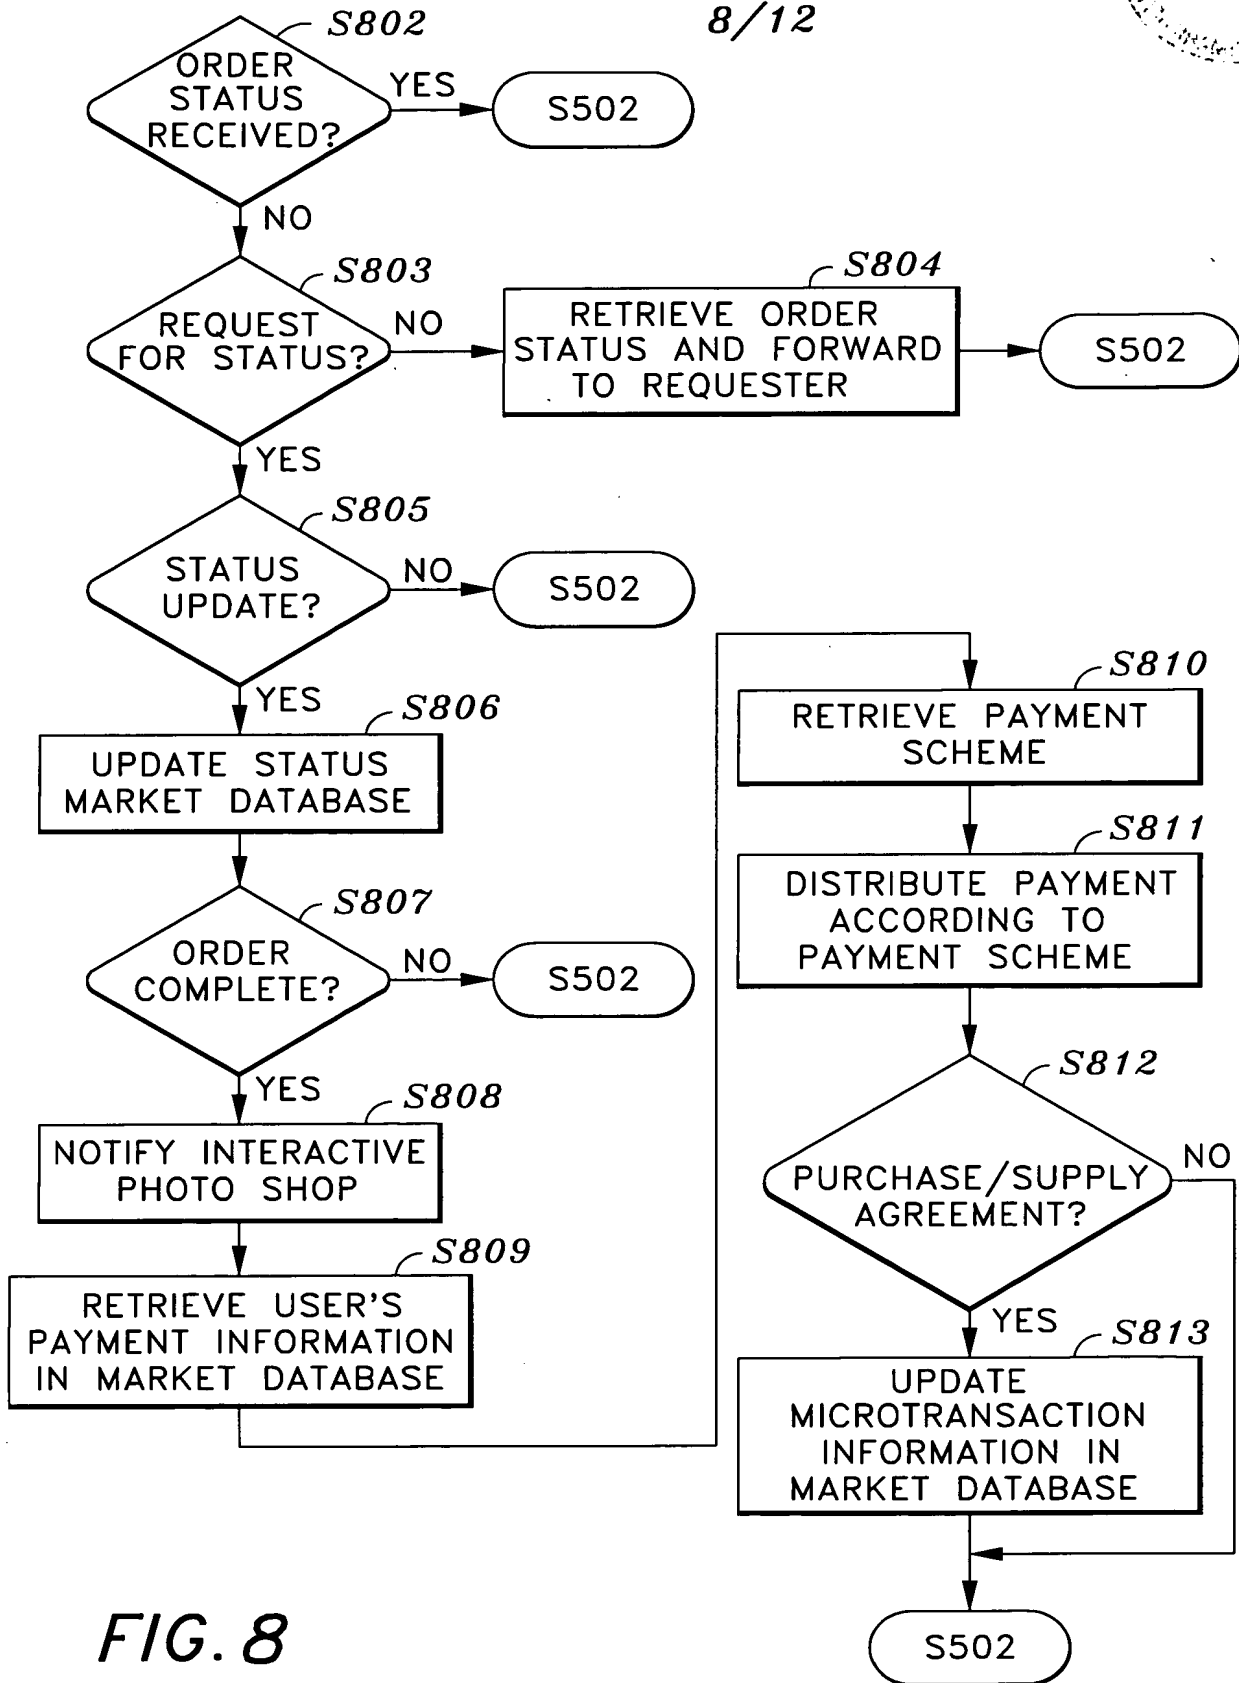 8/12
S802
ORDER
STATUS
RECEIVED?
YES
S502
NO
S803
REQUEST
FOR STATUS?
NO
S804
RETRIEVE ORDER
STATUS AND FORWARD
TO REQUESTER
S502
YES
S805
STATUS
UPDATE?
NO
S502
YES
S806
UPDATE STATUS
MARKET DATABASE
S807
ORDER
COMPLETE?
NO
S502
YES
S808
NOTIFY INTERACTIVE
PHOTO SHOP
S809
RETRIEVE USER'S
PAYMENT INFORMATION
IN MARKET DATABASE
S810
RETRIEVE PAYMENT
SCHEME
S811
DISTRIBUTE PAYMENT
ACCORDING TO
PAYMENT SCHEME
S812
PURCHASE/SUPPLY
AGREEMENT?
NO
YES
S813
UPDATE
MICROTRANSACTION
INFORMATION IN
MARKET DATABASE
S502
FIG. 8